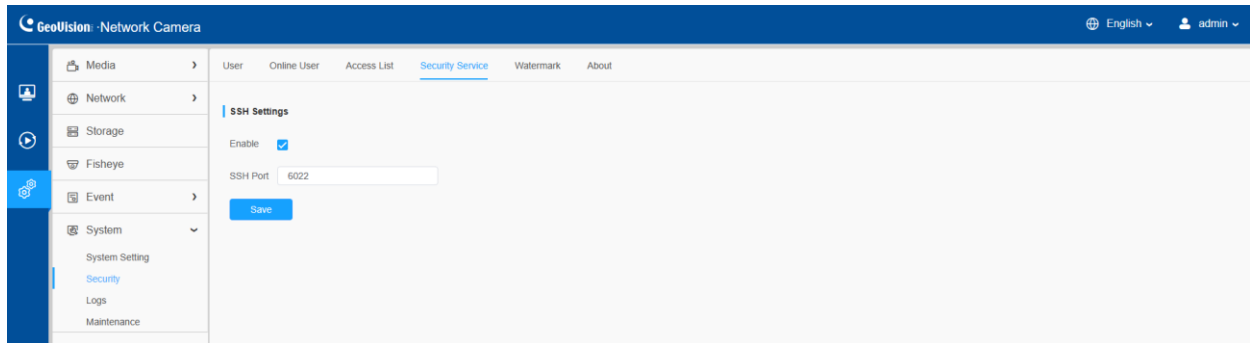 GeoVision Network Camera
English
admin
Media
Network
Storage
Fisheye
Event
System
System Setting
Security
Logs
Maintenance
User Online User Access List Security Service Watermark About
SSH Settings
Enable
SSH Port 6022
Save